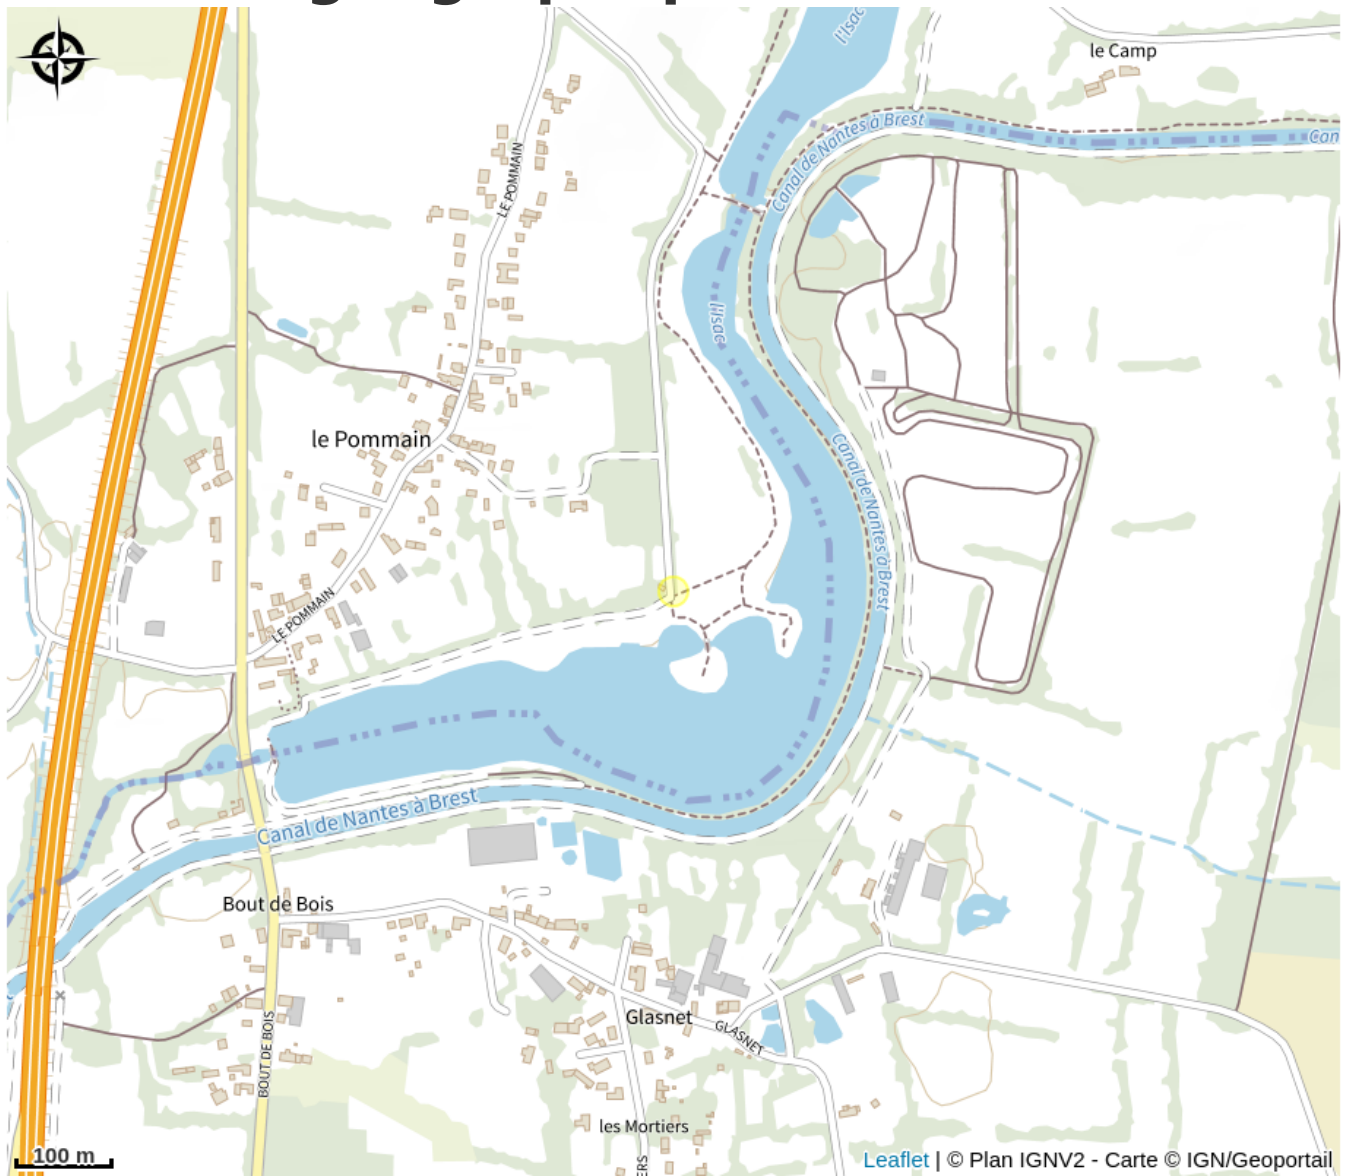 l'Isac
le Camp
Canal de Nantes à Brest
Can
LE POMMAIN
l'Isac
le Pommain
Canal de Nantes à Brest
LE POMMAIN
Canal de Nantes à Brest
Bout de Bois
Glasnet
GLASNET
BOUT DE BOIS
les Mortiers
ERS
100 m
Leaflet | © Plan IGNV2 - Carte © IGN/Geoportail